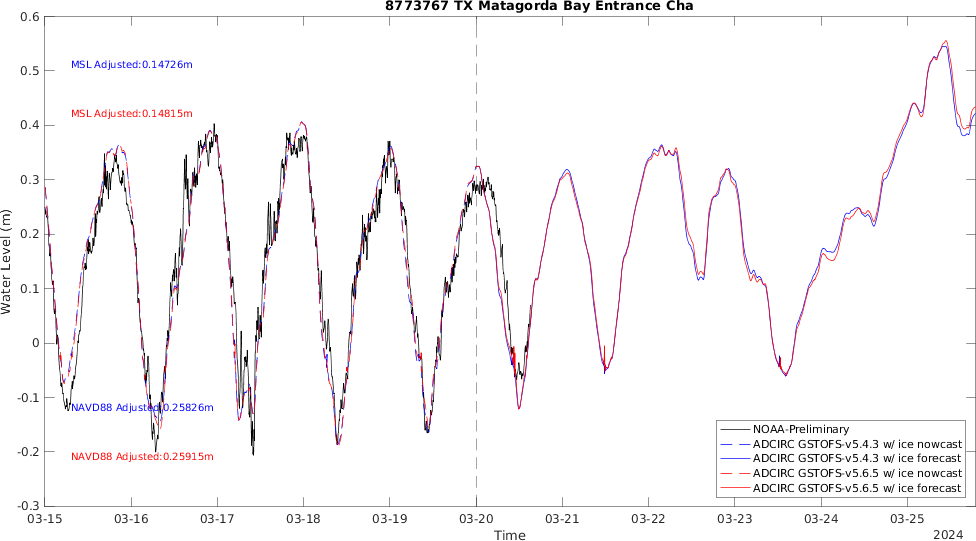 8773767 TX Matagorda Bay Entrance Cha
0.6
0.5
0.4
0.3
0.2
0.1
0
-0.1
-0.2
-0.3
Water Level (m)
MSL Adjusted:0.14726m
MSL Adjusted:0.14815m
NAVD88 Adjusted:0.25826m
NAVD88 Adjusted:0.25915m
NOAA-Preliminary
ADCIRC GSTOFS-v5.4.3 w/ ice nowcast
ADCIRC GSTOFS-v5.4.3 w/ ice forecast
ADCIRC GSTOFS-v5.6.5 w/ ice nowcast
ADCIRC GSTOFS-v5.6.5 w/ ice forecast
03-15 03-16 03-17 03-18 03-19 03-20 03-21 03-22 03-23 03-24 03-25
Time
2024